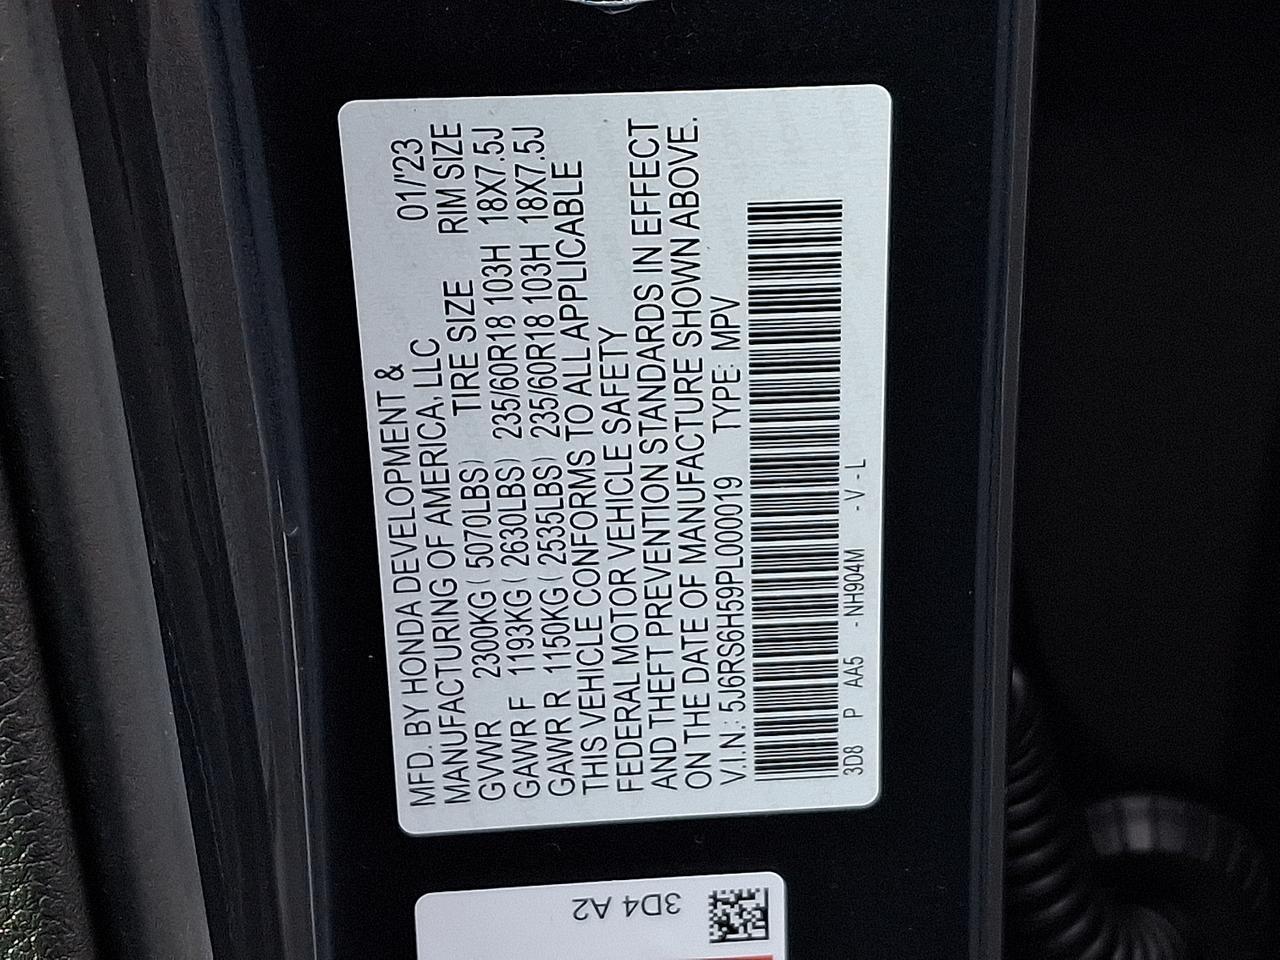 MFD. BY HONDA DEVELOPMENT &
MANUFACTURING OF AMERICA, LLC 01/'23
TIRE SIZE RIM SIZE
GVWR 2300KG ( 5070LBS)
GAWR F 1193KG ( 2630LBS) 235/60R18 103H 18X7.5J
GAWR R 1150KG ( 2535LBS) 235/60R18 103H 18X7.5J
THIS VEHICLE CONFORMS TO ALL APPLICABLE
FEDERAL MOTOR VEHICLE SAFETY
AND THEFT PREVENTION STANDARDS IN EFFECT
ON THE DATE OF MANUFACTURE SHOWN ABOVE.
V.I.N.: 5J6RS6H59PL000019 TYPE: MPV
3D8 P AA5 - NH904M - V - L
3D4 A2